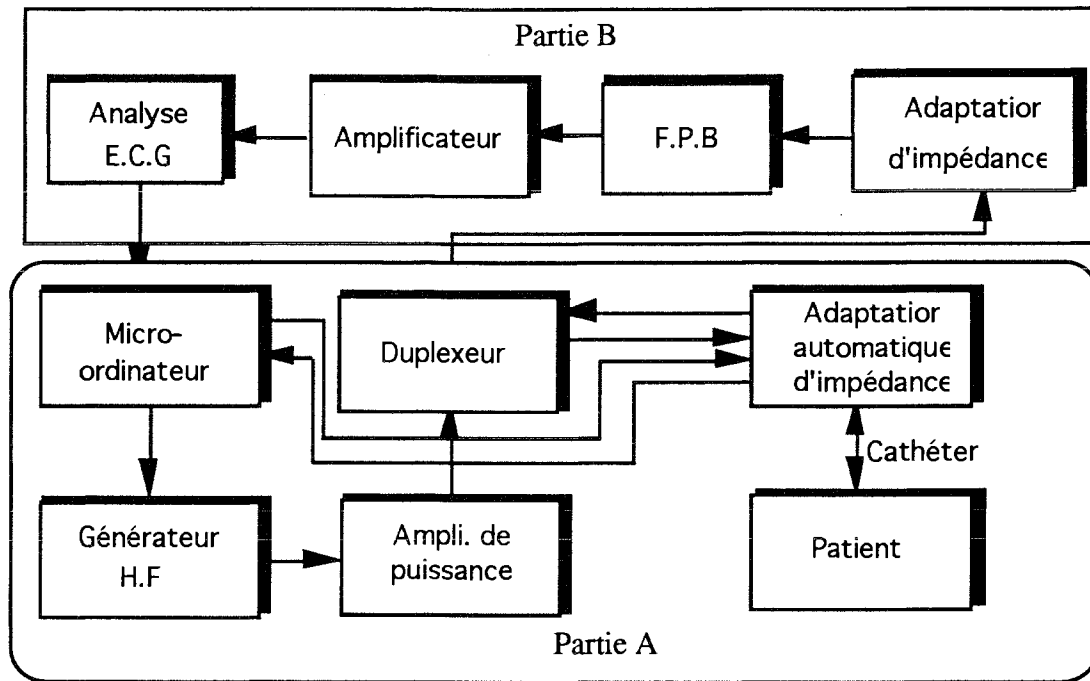 Partie B
Analyse
E.C.G
Amplificateur
F.P.B
Adaptatior
d'impédance
Micro-
ordinateur
Duplexeur
Adaptatior
automatique
d'impédance
Cathéter
Générateur
H.F
Ampli. de
puissance
Patient
Partie A